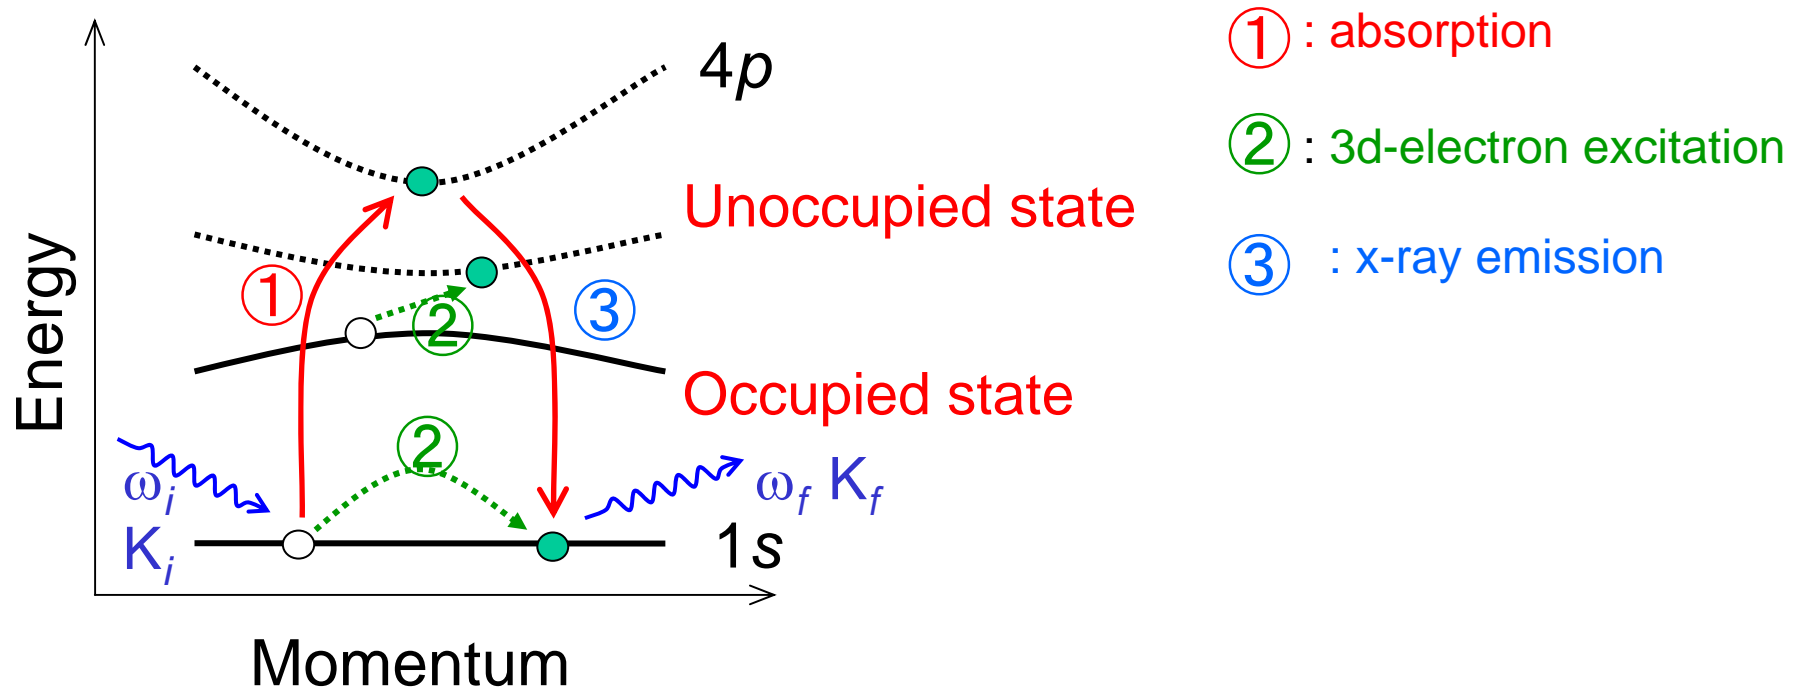 4p
Unoccupied state
Energy
①
②
③
Occupied state
②
ωi
Ki
ωf Kf
1s
Momentum
① : absorption
② : 3d-electron excitation
③ : x-ray emission